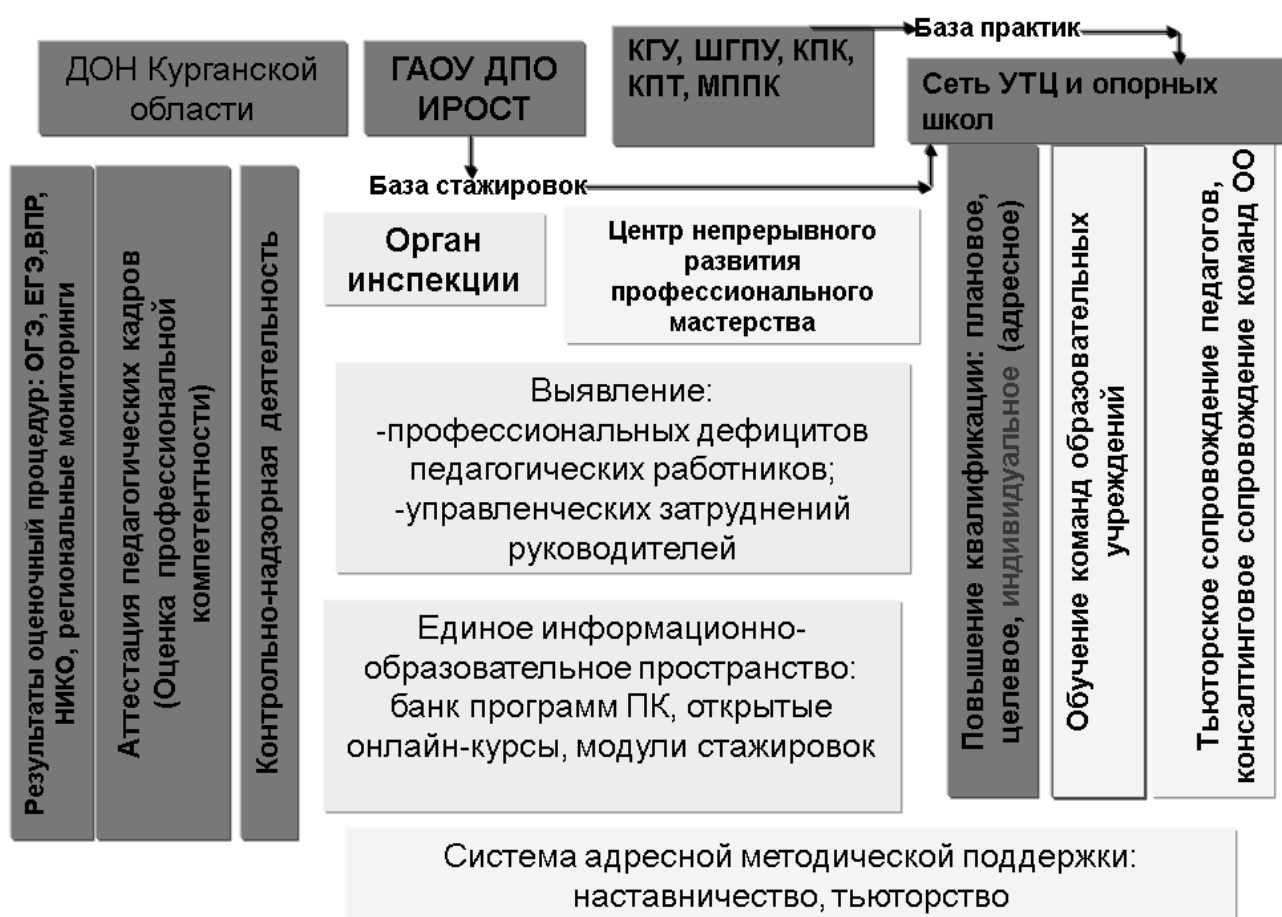 База практик
ДОН Курганской
области
ГАОУ ДПО
ИРОСТ
КГУ, ШГПУ, КПК,
КПТ, МППК
Сеть УТЦ и опорных
школ
База стажировок
Результаты оценочный процедур: ОГЭ, ЕГЭ,ВПР,
НИКО, региональные мониторинги
Аттестация педагогических кадров
(Оценка профессиональной
компетентности)
Контрольно-надзорная деятельность
Орган
инспекции
Центр непрерывного
развития
профессионального
мастерства
Выявление:
-профессиональных дефицитов
педагогических работников;
-управленческих затруднений
руководителей
Единое информационно-
образовательное пространство:
банк программ ПК, открытые
онлайн-курсы, модули стажировок
Повышение квалификации: плановое,
целевое, индивидуальное (адресное)
Обучение команд образовательных
учреждений
Тьюторское сопровождение педагогов,
консалтинговое сопровождение команд ОО
Система адресной методической поддержки:
наставничество, тьюторство